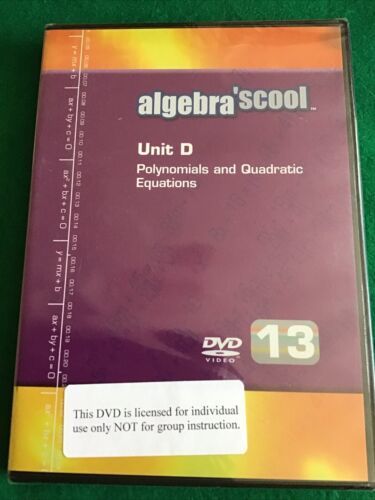 algebra'scool™
Unit D
Polynomials and Quadratic
Equations
DVD
VIDEO
13
This DVD is licensed for individual
use only NOT for group instruction.
y = mx + b
ax + by + c = 0
ax² + bx + c = 0
y = mx + b
ax + by + c = 0